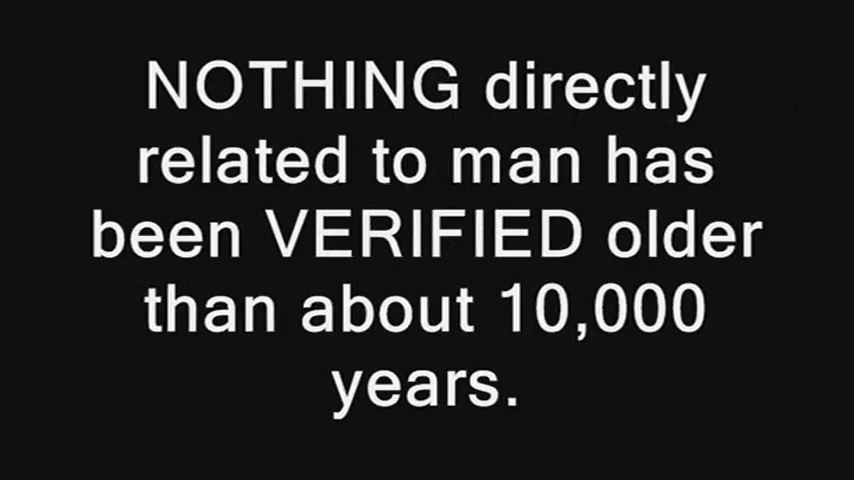 NOTHING directly
related to man has
been VERIFIED older
than about 10,000
years.